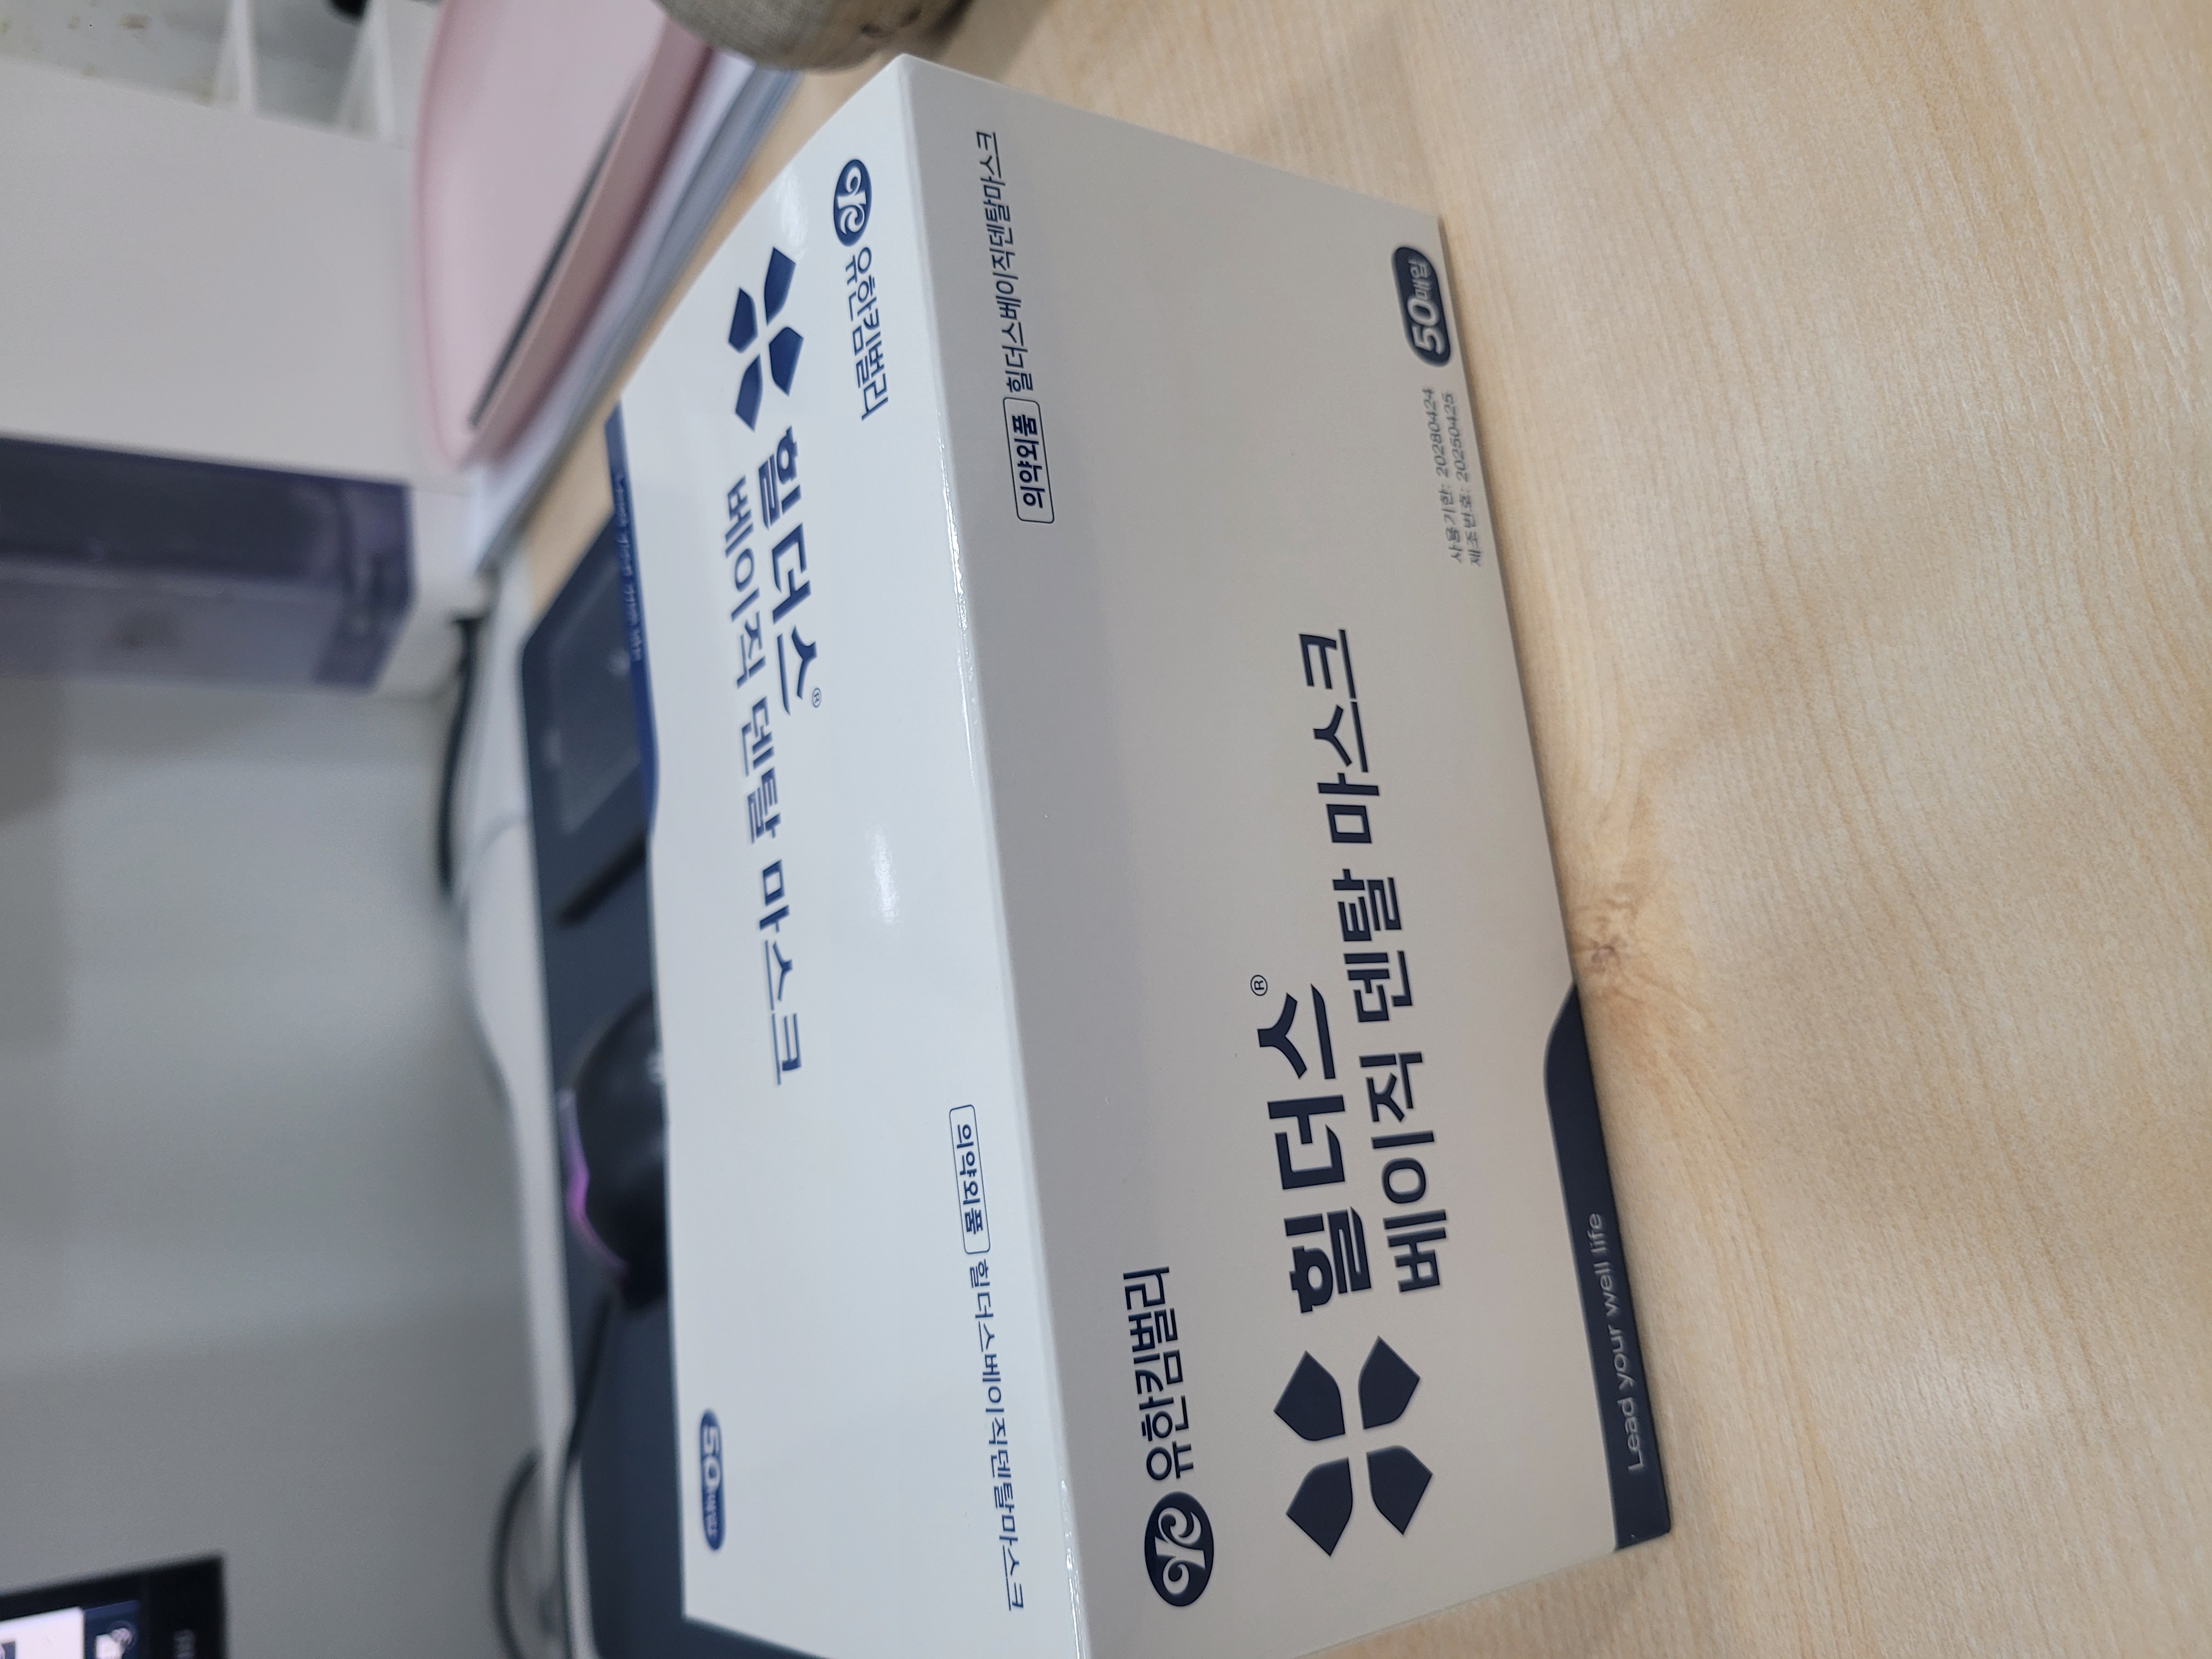 50매입
베이직 덴탈 마스크
힐더스®
유한킴벌리
의약외품 힐더스베이직덴탈마스크
의약외품 힐더스베이직덴탈마스크
유한킴벌리
힐더스®
베이직 덴탈 마스크
사용기한: 20280424
제조번호: 20250425
50매입
Lead your well life